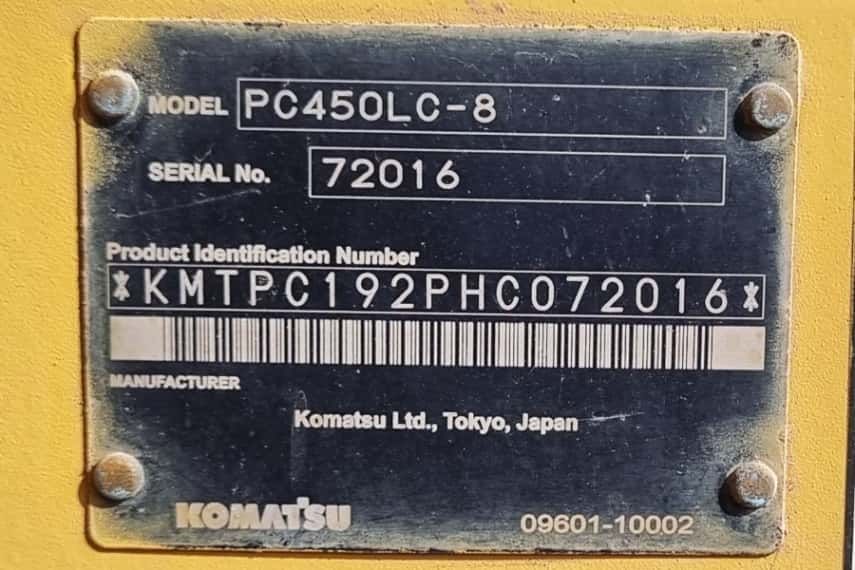 MODEL PC450LC-8
SERIAL No. 72016
Product Identification Number
*KMTPC192PHC072016*
MANUFACTURER
Komatsu Ltd., Tokyo, Japan
KOMATSU 09601-10002